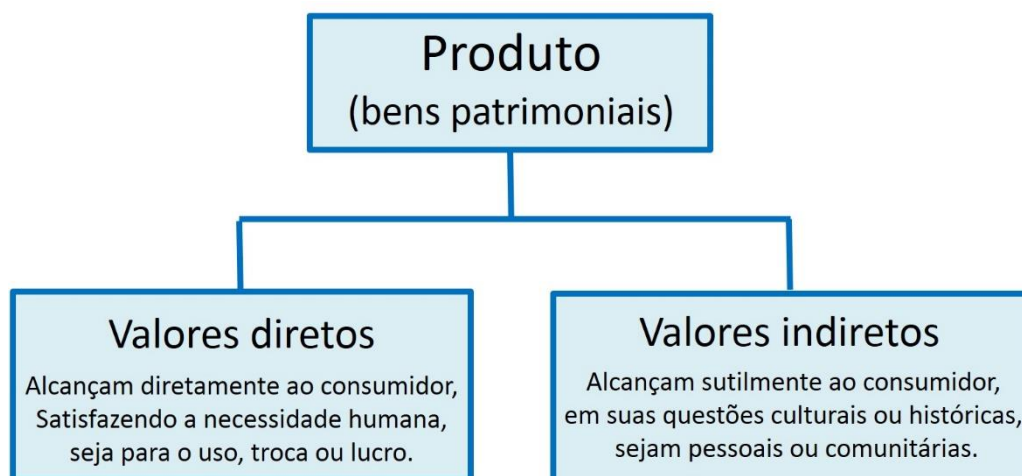 Produto
(bens patrimoniais)
Valores diretos
Alcançam diretamente ao consumidor,
Satisfazendo a necessidade humana,
seja para o uso, troca ou lucro.
Valores indiretos
Alcançam sutilmente ao consumidor,
em suas questões culturais ou históricas,
sejam pessoais ou comunitárias.